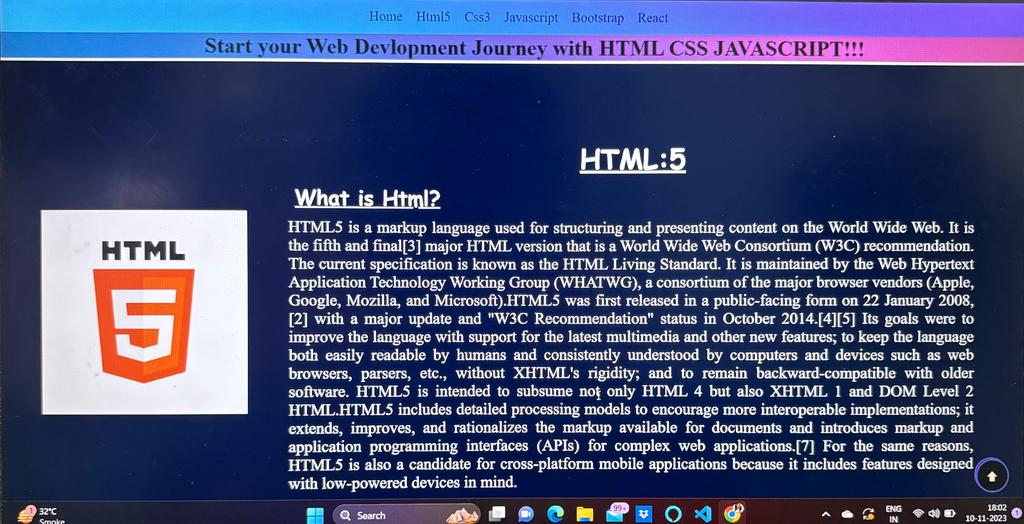 Home Html5 Css3 Javascript Bootstrap React
Start your Web Devlopment Journey with HTML CSS JAVASCRIPT!!!
HTML:5
What is Html?
HTML
5
HTML5 is a markup language used for structuring and presenting content on the World Wide Web. It is
the fifth and final[3] major HTML version that is a World Wide Web Consortium (W3C) recommendation.
The current specification is known as the HTML Living Standard. It is maintained by the Web Hypertext
Application Technology Working Group (WHATWG), a consortium of the major browser vendors (Apple,
Google, Mozilla, and Microsoft).HTML5 was first released in a public-facing form on 22 January 2008,
[2] with a major update and "W3C Recommendation" status in October 2014.[4][5] Its goals were to
improve the language with support for the latest multimedia and other new features; to keep the language
both easily readable by humans and consistently understood by computers and devices such as web
browsers, parsers, etc., without XHTML's rigidity; and to remain backward-compatible with older
software. HTML5 is intended to subsume not only HTML 4 but also XHTML 1 and DOM Level 2
HTML.HTML5 includes detailed processing models to encourage more interoperable implementations; it
extends, improves, and rationalizes the markup available for documents and introduces markup and
application programming interfaces (APIs) for complex web applications.[7] For the same reasons,
HTML5 is also a candidate for cross-platform mobile applications because it includes features designed
with low-powered devices in mind.
1
32°C
Smoke
Search
99+
ENG
IN
18:02
10-11-2023
1